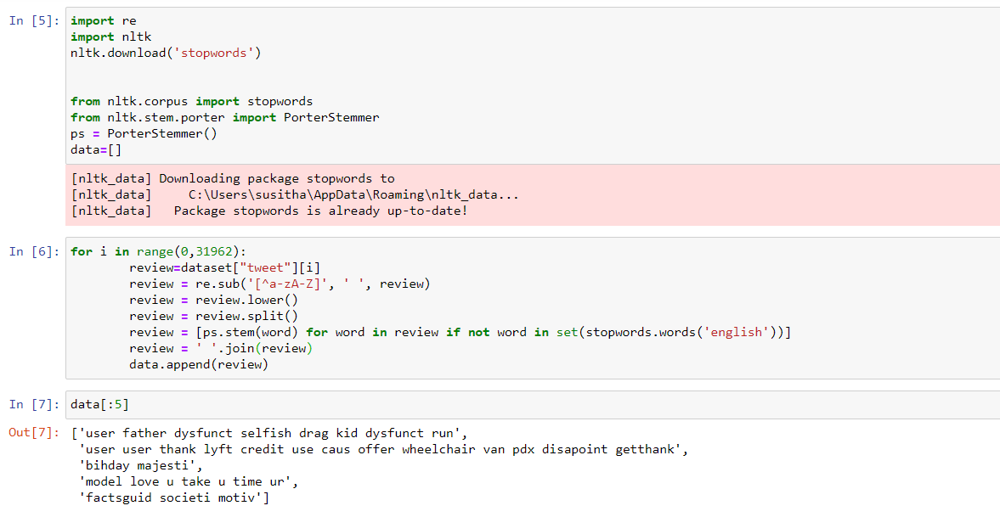 In [5]: import re
import nltk
nltk.download('stopwords')
from nltk.corpus import stopwords
from nltk.stem.porter import PorterStemmer
ps = PorterStemmer()
data=[]
[nltk_data] Downloading package stopwords to
[nltk_data]     C:\Users\susitha\AppData\Roaming\nltk_data...
[nltk_data]   Package stopwords is already up-to-date!
In [6]: for i in range(0,31962):
        review=dataset["tweet"][i]
        review = re.sub('[^a-zA-Z]', ' ', review)
        review = review.lower()
        review = review.split()
        review = [ps.stem(word) for word in review if not word in set(stopwords.words('english'))]
        review = ' '.join(review)
        data.append(review)
In [7]: data[:5]
Out[7]: ['user father dysfunct selfish drag kid dysfunct run',
 'user user thank lyft credit use caus offer wheelchair van pdx disapoint getthank',
 'bihday majesti',
 'model love u take u time ur',
 'factsguid societi motiv']